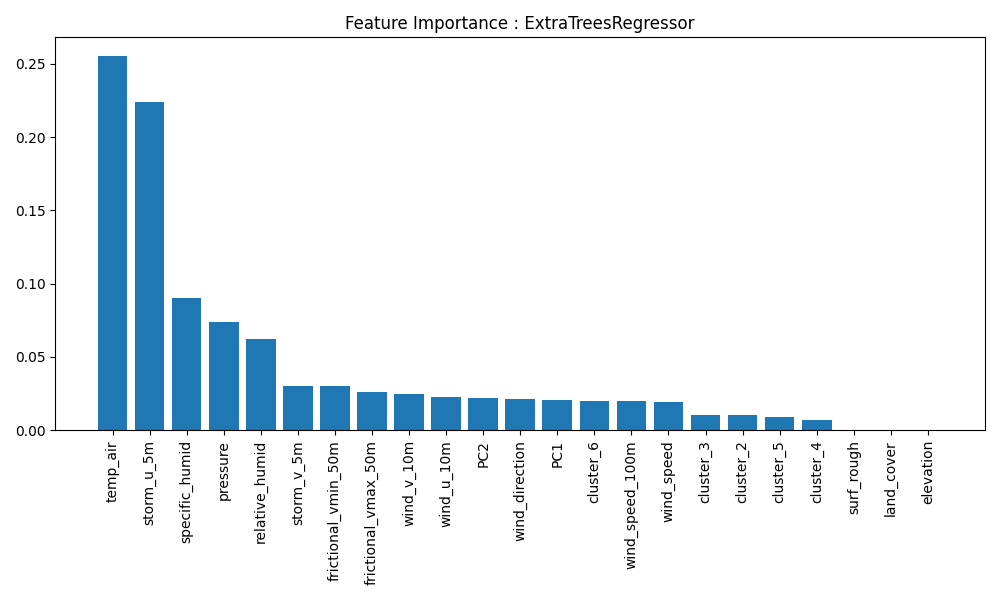 Feature Importance : ExtraTreesRegressor
0.25
0.20
0.15
0.10
0.05
0.00
temp_air
storm_u_5m
specific_humid
pressure
relative_humid
storm_v_5m
frictional_vmin_50m
frictional_vmax_50m
wind_v_10m
wind_u_10m
PC2
wind_direction
PC1
cluster_6
wind_speed_100m
wind_speed
cluster_3
cluster_2
cluster_5
cluster_4
surf_rough
land_cover
elevation